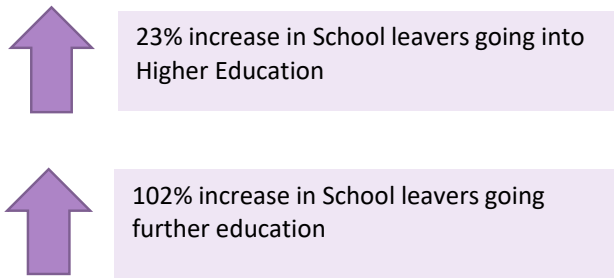 23% increase in School leavers going into
Higher Education
102% increase in School leavers going
further education